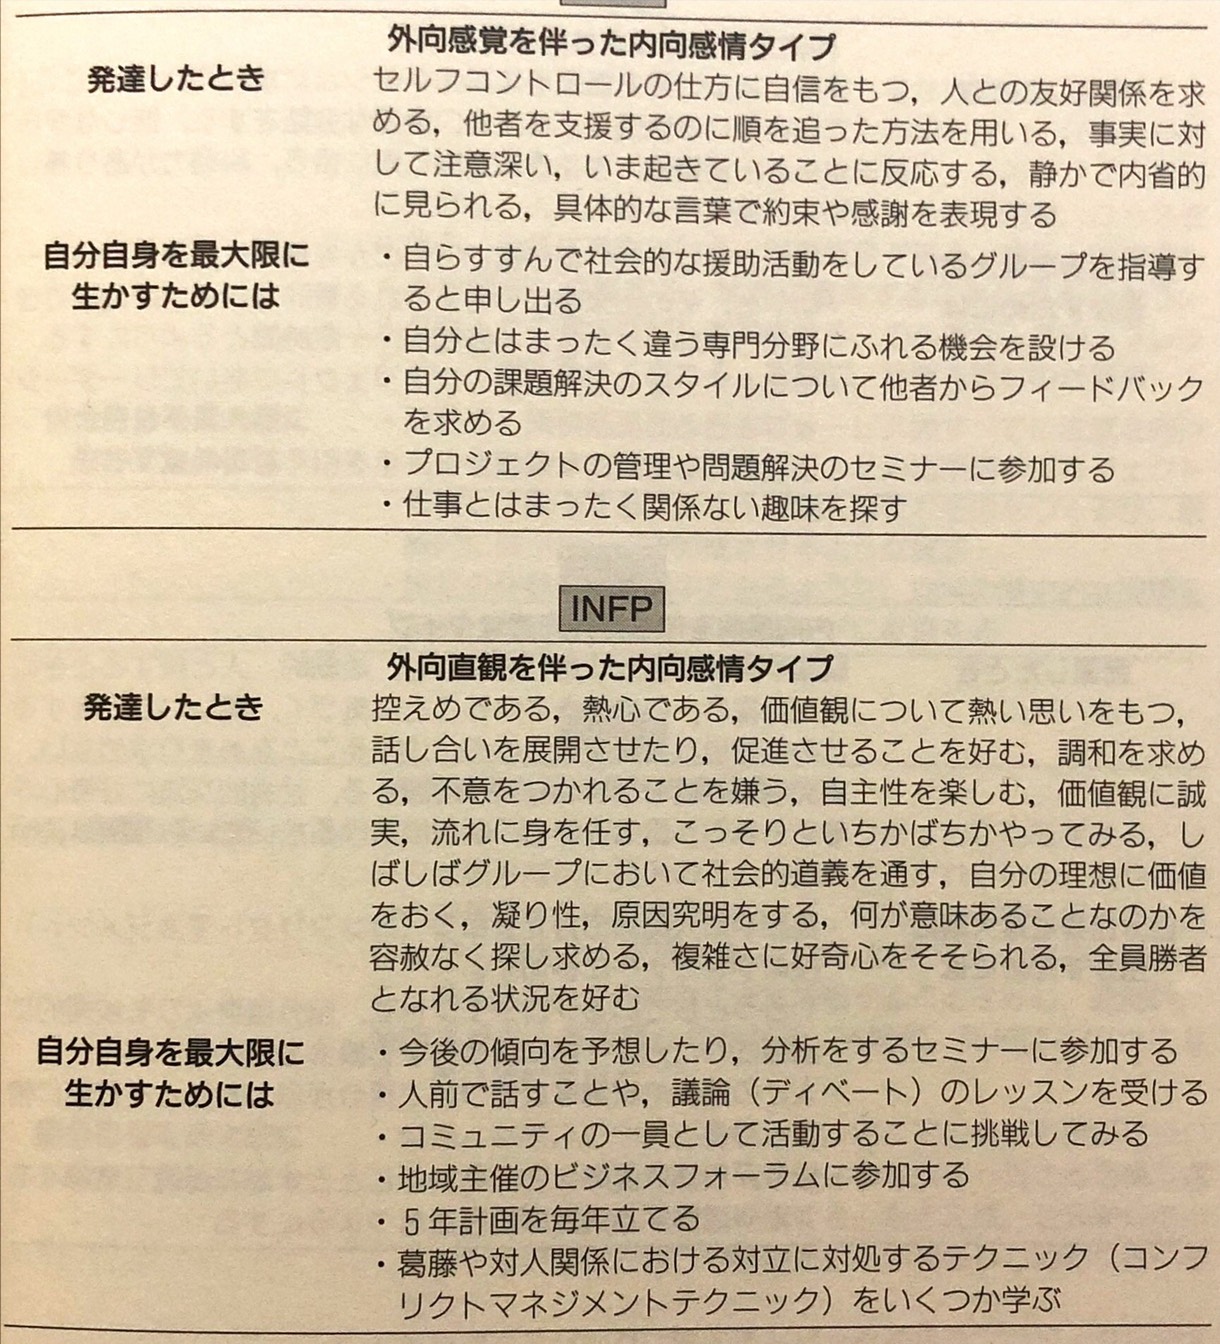 外向感覚を伴った内向感情タイプ
発達したとき
セルフコントロールの仕方に自信をもつ，人との友好関係を求
める，他者を支援するのに順を追った方法を用いる，事実に対
して注意深い，いま起きていることに反応する，静かで内省的
に見られる，具体的な言葉で約束や感謝を表現する
自分自身を最大限に
生かすためには
・自らすすんで社会的な援助活動をしているグループを指導す
ると申し出る
・自分とはまったく違う専門分野にふれる機会を設ける
・自分の課題解決のスタイルについて他者からフィードバック
を求める
・プロジェクトの管理や問題解決のセミナーに参加する
・仕事とはまったく関係ない趣味を探す
INFP
外向直観を伴った内向感情タイプ
発達したとき
控えめである，熱心である，価値観について熱い思いをもつ，
話し合いを展開させたり，促進させることを好む，調和を求め
る，不意をつかれることを嫌う，自主性を楽しむ，価値観に誠
実，流れに身を任す，こっそりといちかばちかやってみる，し
ばしばグループにおいて社会的道義を通す，自分の理想に価値
をおく，凝り性，原因究明をする，何が意味あることなのかを
容赦なく探し求める，複雑さに好奇心をそそられる，全員勝者
となれる状況を好む
自分自身を最大限に
生かすためには
・今後の傾向を予想したり，分析をするセミナーに参加する
・人前で話すことや，議論（ディベート）のレッスンを受ける
・コミュニティの一員として活動することに挑戦してみる
・地域主催のビジネスフォーラムに参加する
・5年計画を毎年立てる
・葛藤や対人関係における対立に対処するテクニック（コンフ
リクトマネジメントテクニック）をいくつか学ぶ